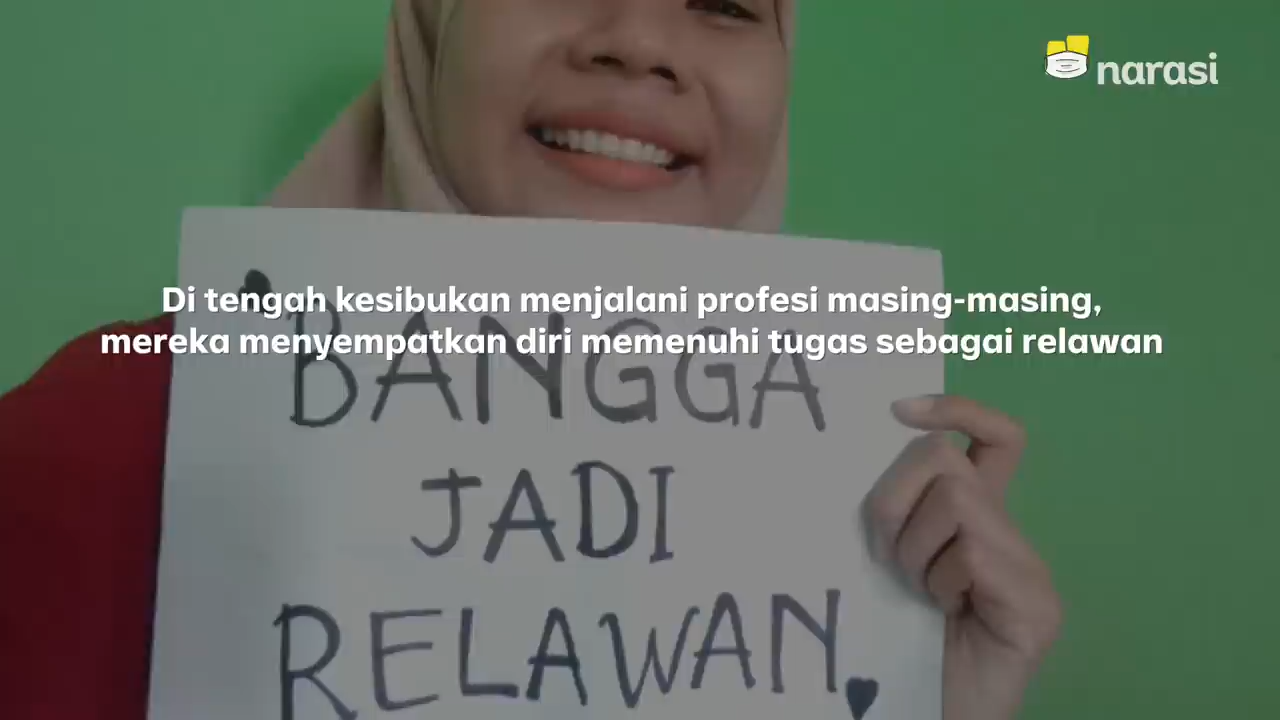 narasi
Di tengah kesibukan menjalani profesi masing-masing,
mereka menyempatkan diri memenuhi tugas sebagai relawan
BANGGA
JADI
RELAWAN